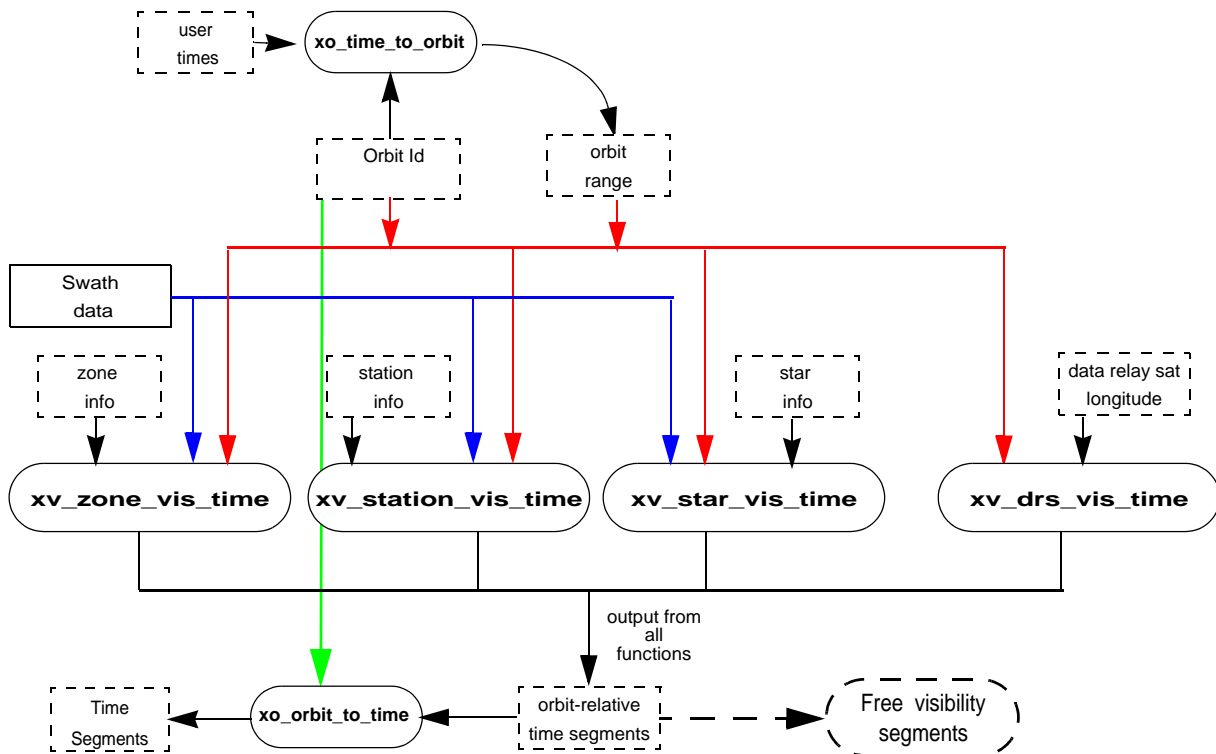 user
times
xo_time_to_orbit
Orbit Id
orbit
range
Swath
data
zone
info
station
info
star
info
data relay sat
longitude
xv_zone_vis_time
xv_station_vis_time
xv_star_vis_time
xv_drs_vis_time
output from
all
functions
Time
Segments
xo_orbit_to_time
orbit-relative
time segments
Free visibility
segments